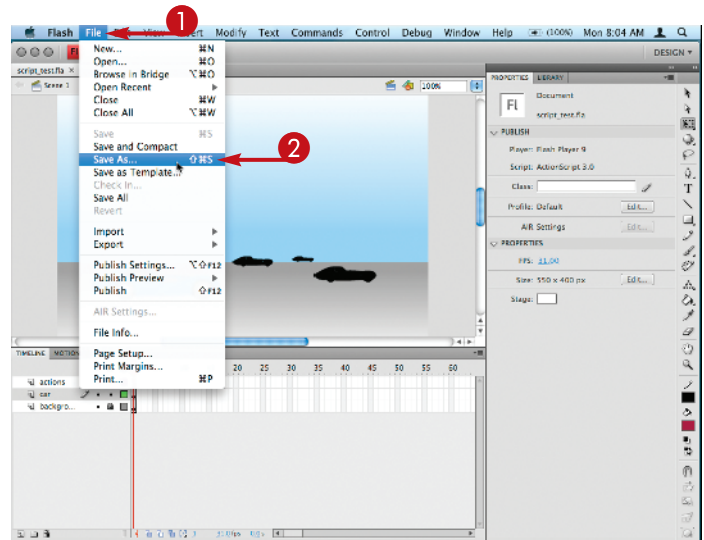 1
Flash File View Insert Modify Text Commands Control Debug Window Help (100%) Mon 8:04 AM
DESIGN
script_test.fla ×
Scene 1
100%
New... ⌘N
Open... ⌘O
Browse in Bridge ⌥⌘O
Open Recent
Close ⌘W
Close All ⌥⌘W
Save ⌘S
Save and Compact
2
Save As... ⇧⌘S
Save as Template...
Check In...
Save All
Revert
Import
Export
Publish Settings... ⌥⇧F12
Publish Preview
Publish ⇧F12
AIR Settings...
File Info...
Page Setup...
Print Margins...
Print... ⌘P
PROPERTIES LIBRARY
FL
Document
script_test.fla
PUBLISH
Player: Flash Player 9
Script: ActionScript 3.0
Class:
Profile: Default Edit...
AIR Settings Edit...
PROPERTIES
FPS: 31.00
Size: 550 x 400 px Edit...
Stage:
TIMELINE MOTION
20 25 30 35 40 45 50 55 60
actions
car
backgro...